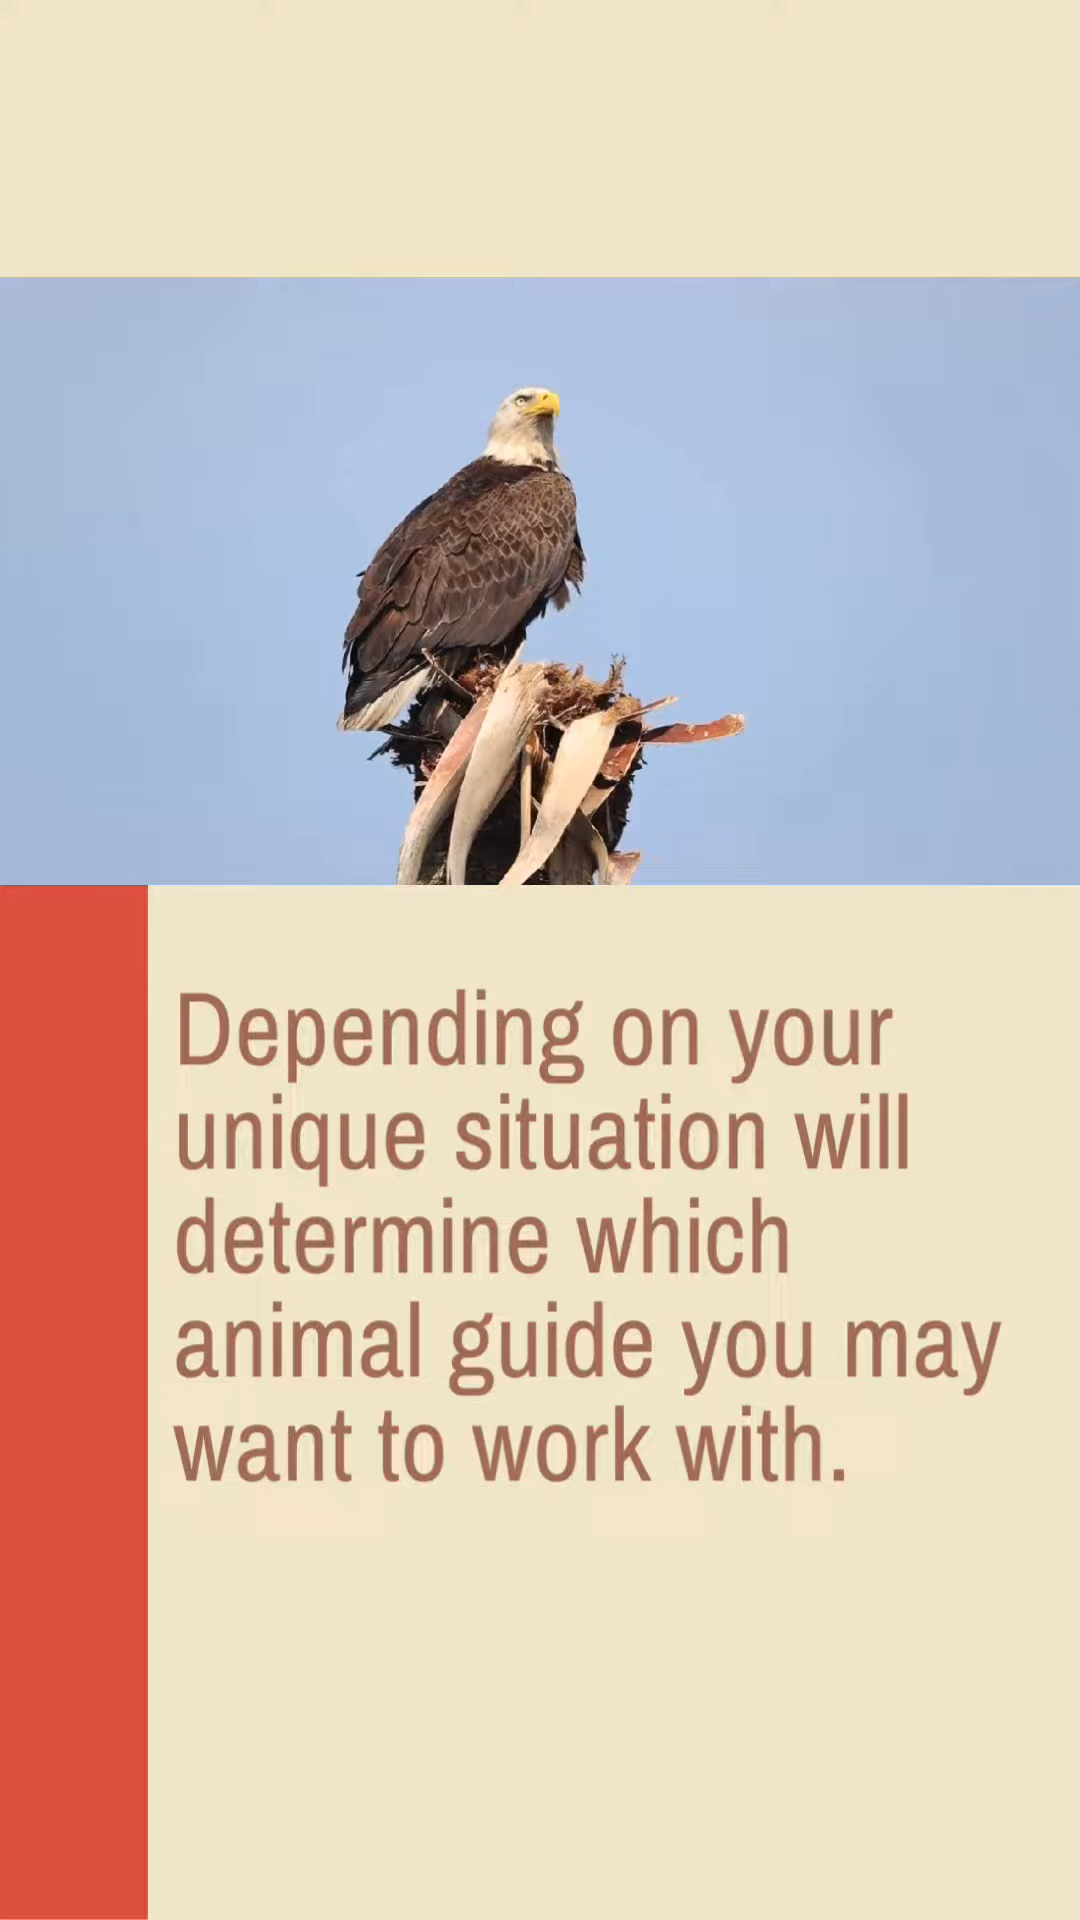 Depending on your
unique situation will
determine which
animal guide you may
want to work with.